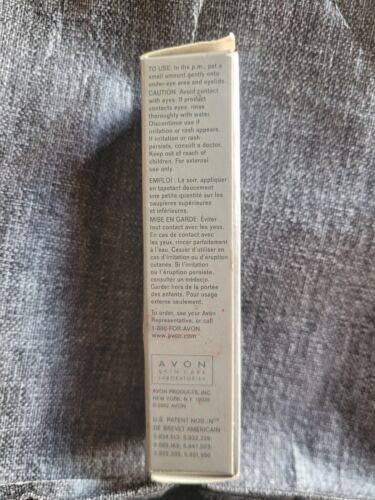 TO USE: In the p.m., pat a
small amount gently onto
under-eye area and eyelids.
CAUTION: Avoid contact
with eyes. If product
contacts eyes, rinse
thoroughly with water.
Discontinue use if
irritation or rash appears.
If irritation or rash
persists, consult a doctor.
Keep out of reach of
children. For external
use only.
EMPLOI : Le soir, appliquer
en tapotant doucement
une petite quantité sur les
paupières supérieures
et inférieures.
MISE EN GARDE: Éviter
tout contact avec les yeux.
En cas de contact avec
les yeux, rincer parfaitement
à l'eau. Cesser d'utiliser en
cas d'irritation ou d'éruption
cutanée. Si l'irritation
ou l'éruption persiste,
consulter un médecin.
Garder hors de la portée
des enfants. Pour usage
externe seulement.
To order, see your Avon
Representative, or call
1-800-FOR-AVON.
www.avon.com
AVON
SKIN CARE
LABORATORIES
AVON PRODUCTS, INC.
NEW YORK, N.Y.
© 2002 AVON
U.S. PATENT NOS./Nos
DE BREVET AMÉRICAIN